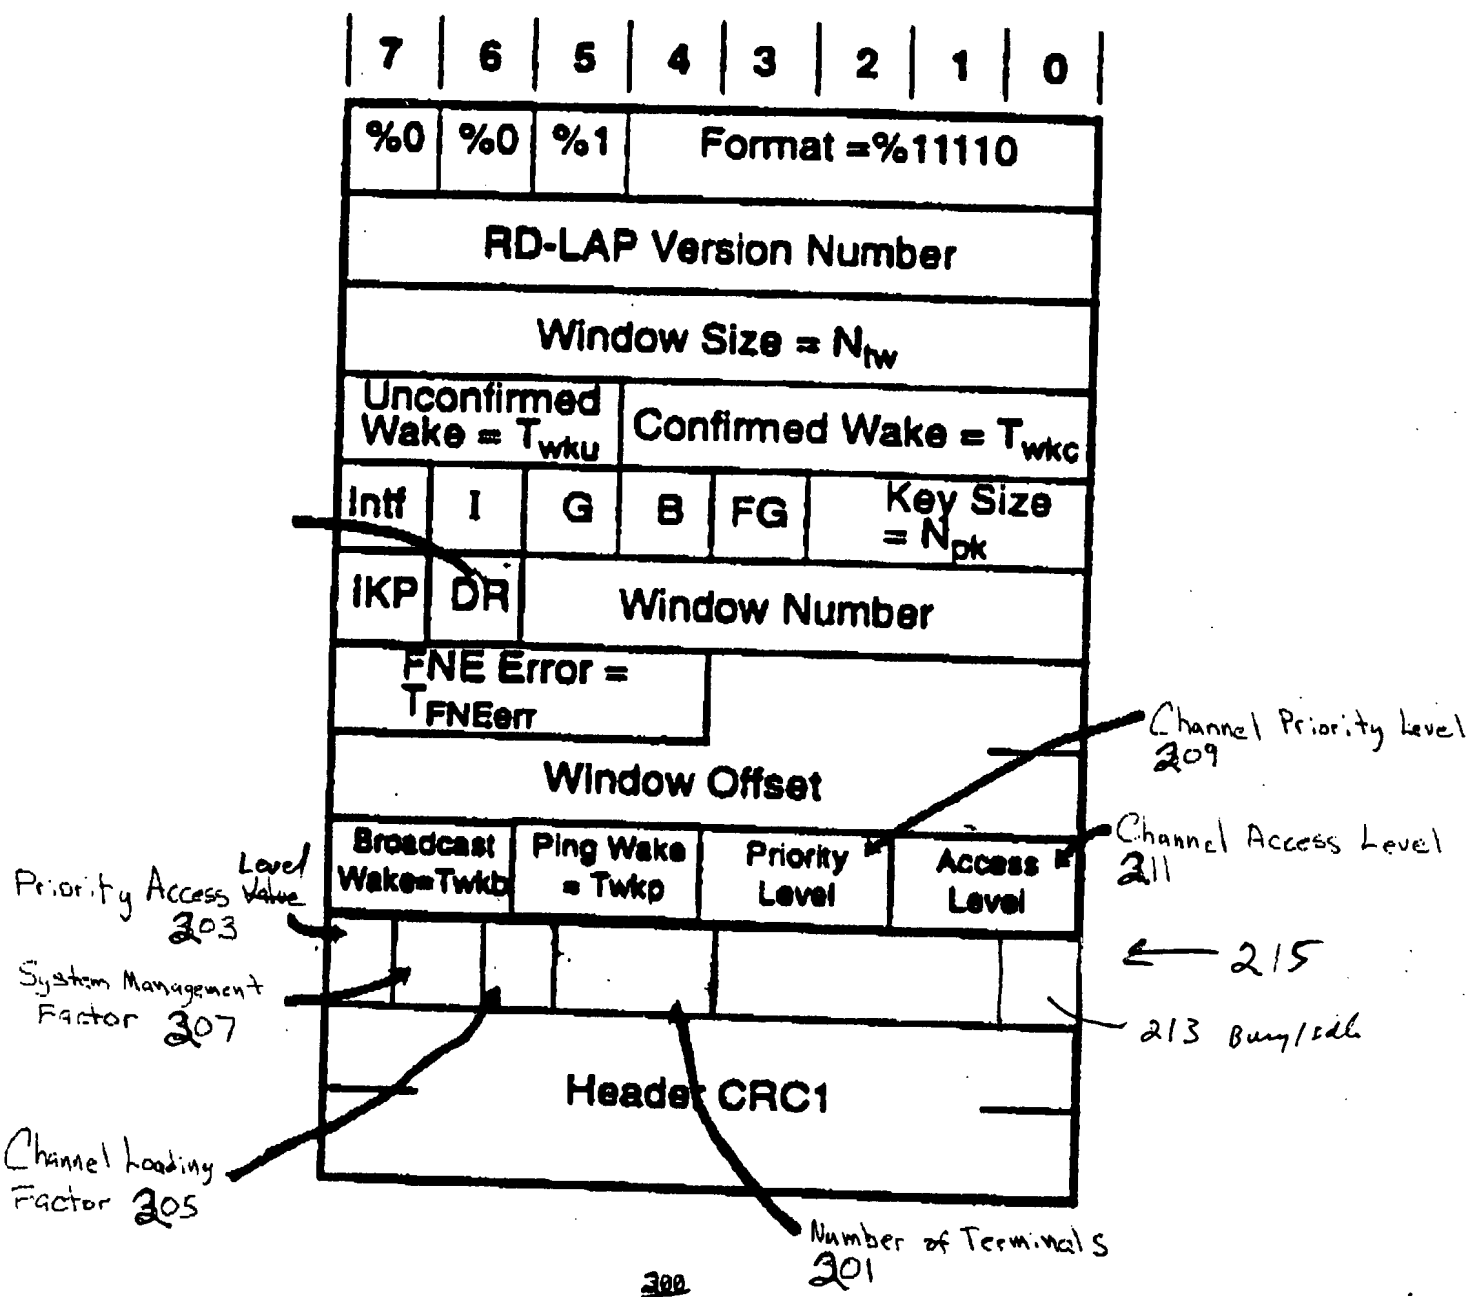 7 6 5 4 3 2 1 0
%0 %0 %1 Format =%11110
RD-LAP Version Number
Window Size = Ntw
Unconfirmed
Wake = Twku
Confirmed Wake = Twkc
Intf I G B FG
Key Size
= Npk
IKP DR Window Number
FNE Error =
TFNEerr
Channel Priority Level
209
Window Offset
Broadcast
Wake=Twkb
Ping Wake
= Twkp
Priority
Level
Access
Level
Channel Access Level
211
Level
Priority Access Value
203
215
System Management
Factor 207
213 Busy/idle
Header CRC1
Channel Loading
Factor 205
Number of Terminals
201
200